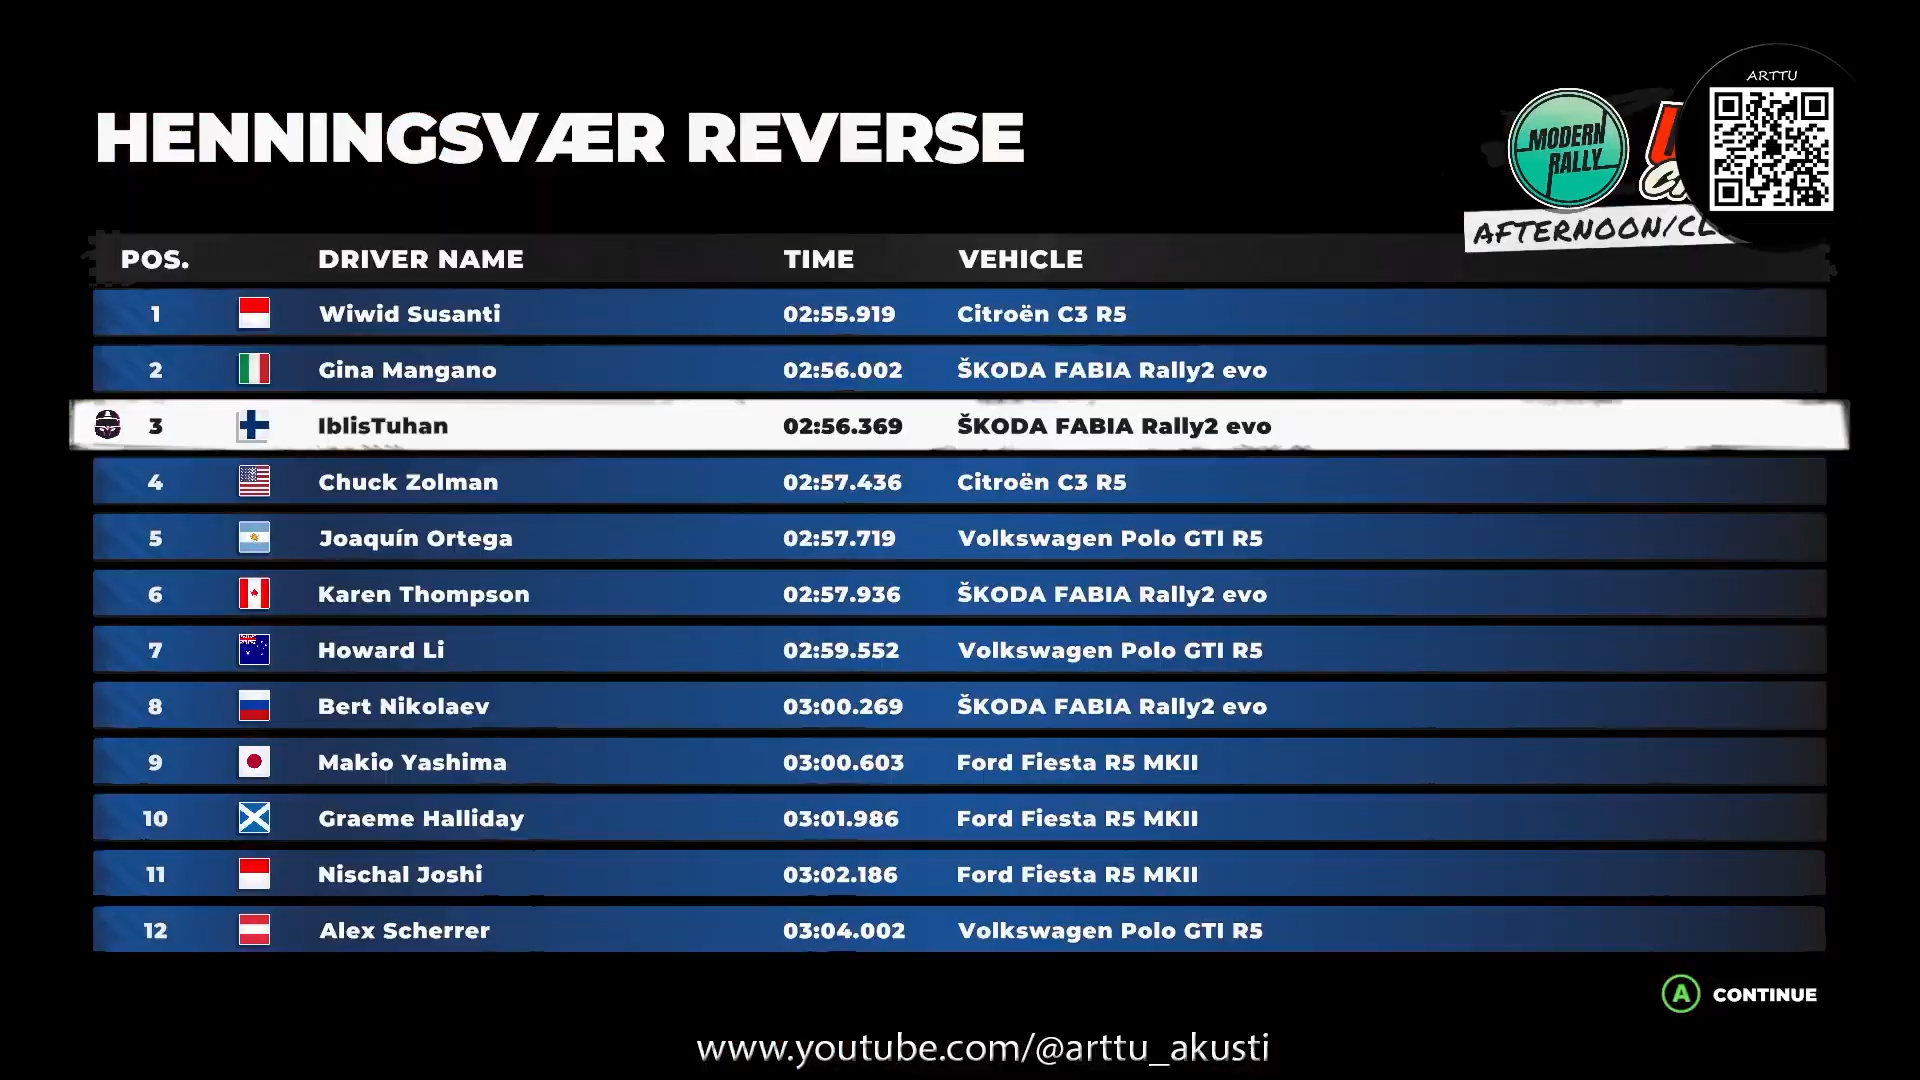 ARTTU
HENNINGSVÆR REVERSE
MODERN
RALLY
AFTERNOON/CL
POS. DRIVER NAME TIME VEHICLE
1 Wiwid Susanti 02:55.919 Citroën C3 R5
2 Gina Mangano 02:56.002 ŠKODA FABIA Rally2 evo
3 IblisTuhan 02:56.369 ŠKODA FABIA Rally2 evo
4 Chuck Zolman 02:57.436 Citroën C3 R5
5 Joaquín Ortega 02:57.719 Volkswagen Polo GTI R5
6 Karen Thompson 02:57.936 ŠKODA FABIA Rally2 evo
7 Howard Li 02:59.552 Volkswagen Polo GTI R5
8 Bert Nikolaev 03:00.269 ŠKODA FABIA Rally2 evo
9 Makio Yashima 03:00.603 Ford Fiesta R5 MKII
10 Graeme Halliday 03:01.986 Ford Fiesta R5 MKII
11 Nischal Joshi 03:02.186 Ford Fiesta R5 MKII
12 Alex Scherrer 03:04.002 Volkswagen Polo GTI R5
A CONTINUE
www.youtube.com/@arttu_akusti